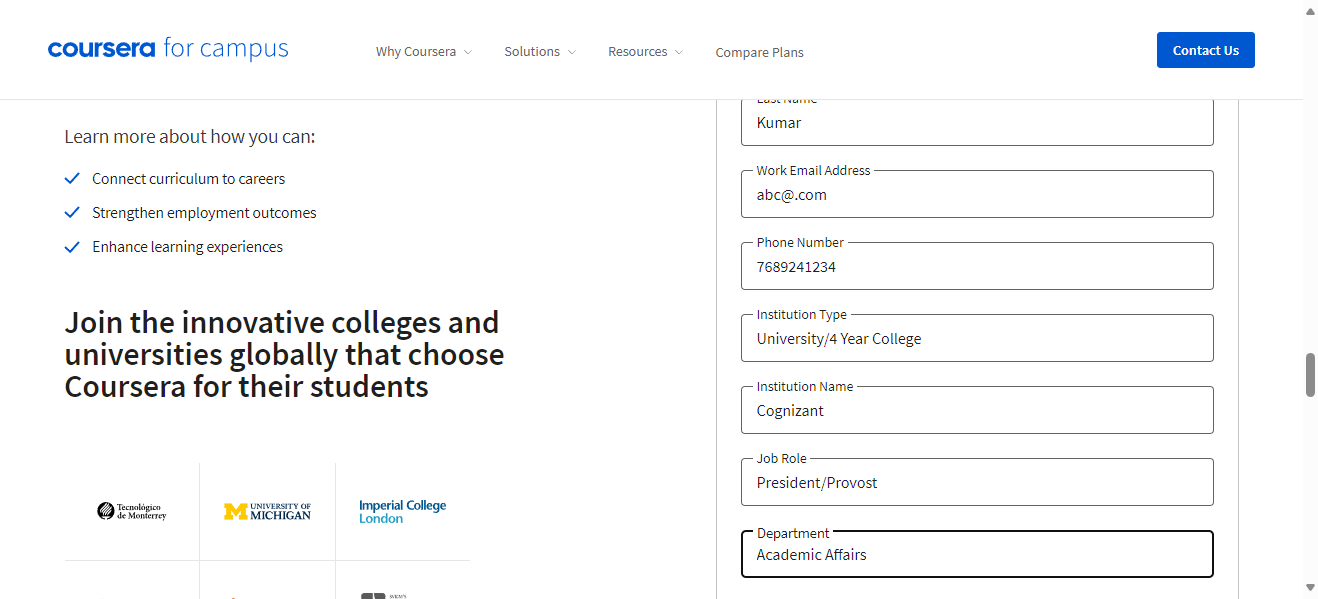 coursera for campus
Why Coursera
Solutions
Resources
Compare Plans
Contact Us
Learn more about how you can:
Connect curriculum to careers
Strengthen employment outcomes
Enhance learning experiences
Join the innovative colleges and
universities globally that choose
Coursera for their students
Tecnológico
de Monterrey
UNIVERSITY OF
MICHIGAN
Imperial College
London
Last Name
Kumar
Work Email Address
abc@.com
Phone Number
7689241234
Institution Type
University/4 Year College
Institution Name
Cognizant
Job Role
President/Provost
Department
Academic Affairs